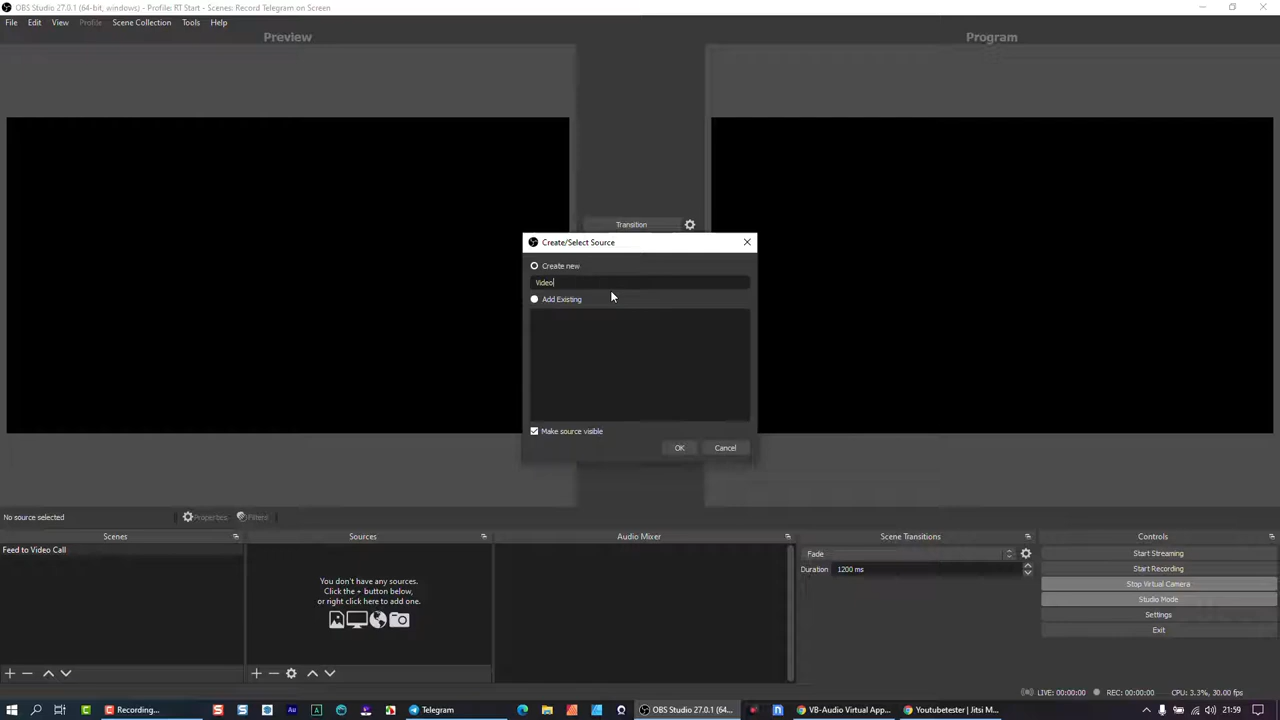 OBS Studio 27.0.1 (64-bit, windows) - Profile: RT Start - Scenes: Record Telegram on Screen
File Edit View Profile Scene Collection Tools Help
Preview
Program
Transition
Create/Select Source
Create new
Video
Add Existing
Make source visible
OK Cancel
No source selected
Properties
Filters
Scenes
Sources
Audio Mixer
Scene Transitions
Controls
Feed to Video Call
You don't have any sources.
Click the + button below,
or right click here to add one.
Fade
Duration 1200 ms
Start Streaming
Start Recording
Stop Virtual Camera
Studio Mode
Settings
Exit
LIVE: 00:00:00 REC: 00:00:00 CPU: 3.3%, 30.00 fps
Recording...
Telegram
OBS Studio 27.0.1 (64...
VB-Audio Virtual App...
Youtubetester | Jitsi M...
21:59